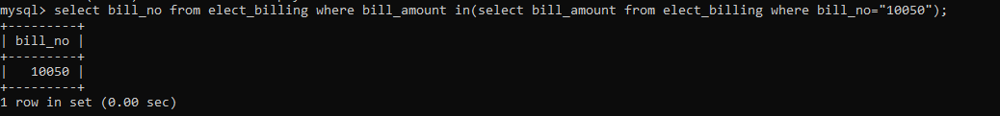 mysql> select bill_no from elect_billing where bill_amount in(select bill_amount from elect_billing where bill_no="10050");
+---------+
| bill_no |
+---------+
|   10050 |
+---------+
1 row in set (0.00 sec)